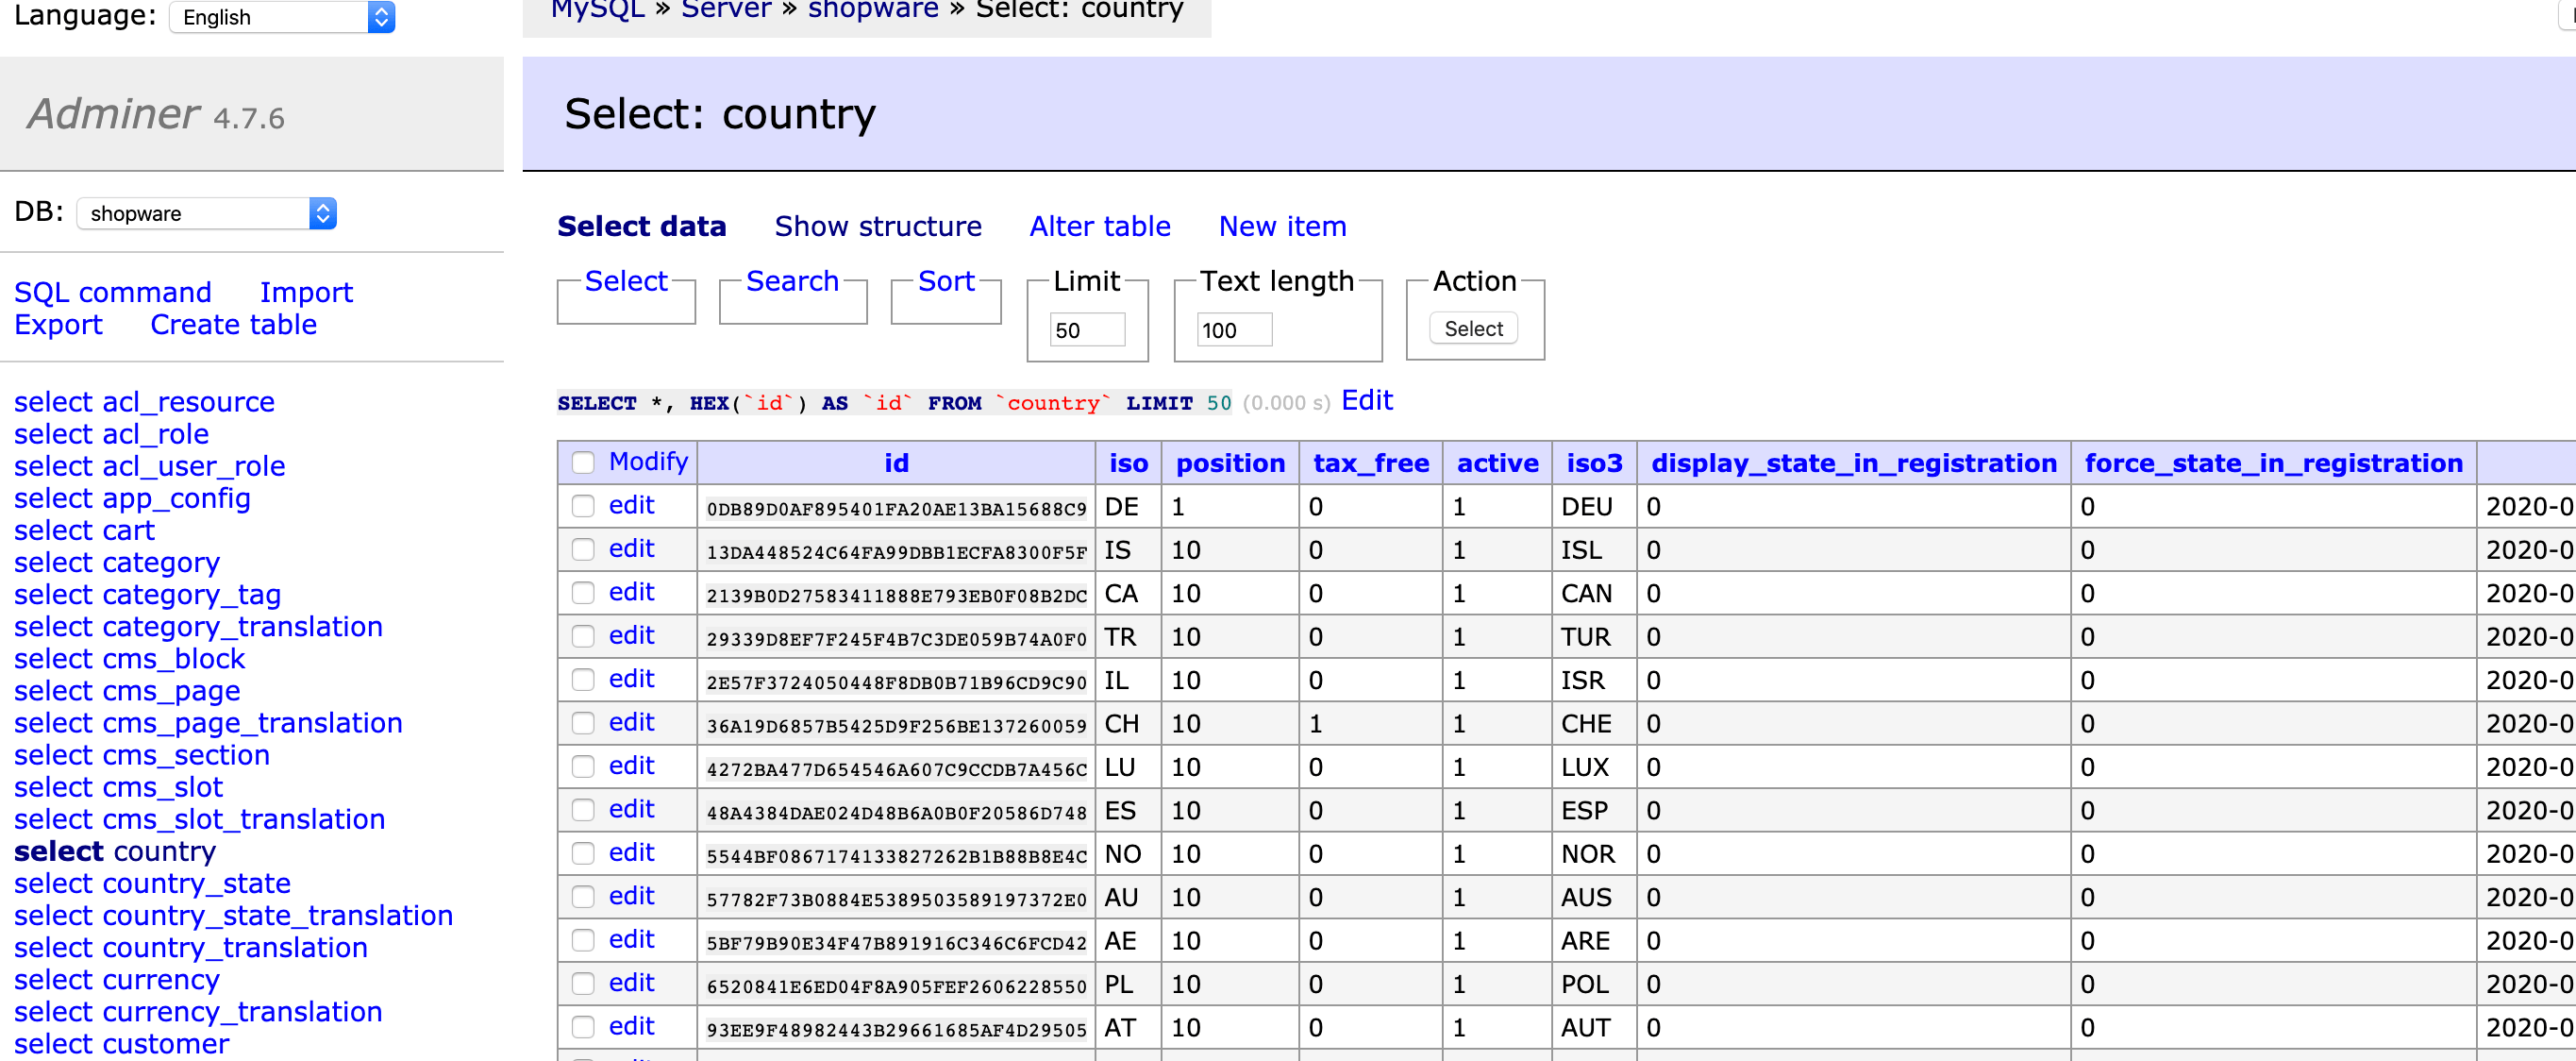 Language: English
MySQL » Server » shopware » Select: country
Adminer 4.7.6
Select: country
DB: shopware
SQL command Import
Export Create table
select acl_resource
select acl_role
select acl_user_role
select app_config
select cart
select category
select category_tag
select category_translation
select cms_block
select cms_page
select cms_page_translation
select cms_section
select cms_slot
select cms_slot_translation
select country
select country_state
select country_state_translation
select country_translation
select currency
select currency_translation
select customer
Select data Show structure Alter table New item
Select Search Sort Limit Text length Action
50 100 Select
SELECT *, HEX(`id`) AS `id` FROM `country` LIMIT 50 (0.000 s) Edit
Modify id iso position tax_free active iso3 display_state_in_registration force_state_in_registration
edit 0DB89D0AF895401FA20AE13BA15688C9 DE 1 0 1 DEU 0 0 2020-0
edit 13DA448524C64FA99DBB1ECFA8300F5F IS 10 0 1 ISL 0 0 2020-0
edit 2139B0D27583411888E793EB0F08B2DC CA 10 0 1 CAN 0 0 2020-0
edit 29339D8EF7F245F4B7C3DE059B74A0F0 TR 10 0 1 TUR 0 0 2020-0
edit 2E57F3724050448F8DB0B71B96CD9C90 IL 10 0 1 ISR 0 0 2020-0
edit 36A19D6857B5425D9F256BE137260059 CH 10 1 1 CHE 0 0 2020-0
edit 4272BA477D654546A607C9CCDB7A456C LU 10 0 1 LUX 0 0 2020-0
edit 48A4384DAE024D48B6A0B0F20586D748 ES 10 0 1 ESP 0 0 2020-0
edit 5544BF0867174133827262B1B88B8E4C NO 10 0 1 NOR 0 0 2020-0
edit 57782F73B0884E5389503589197372E0 AU 10 0 1 AUS 0 0 2020-0
edit 5BF79B90E34F47B891916C346C6FCD42 AE 10 0 1 ARE 0 0 2020-0
edit 6520841E6ED04F8A905FEF2606228550 PL 10 0 1 POL 0 0 2020-0
edit 93EE9F48982443B29661685AF4D29505 AT 10 0 1 AUT 0 0 2020-0